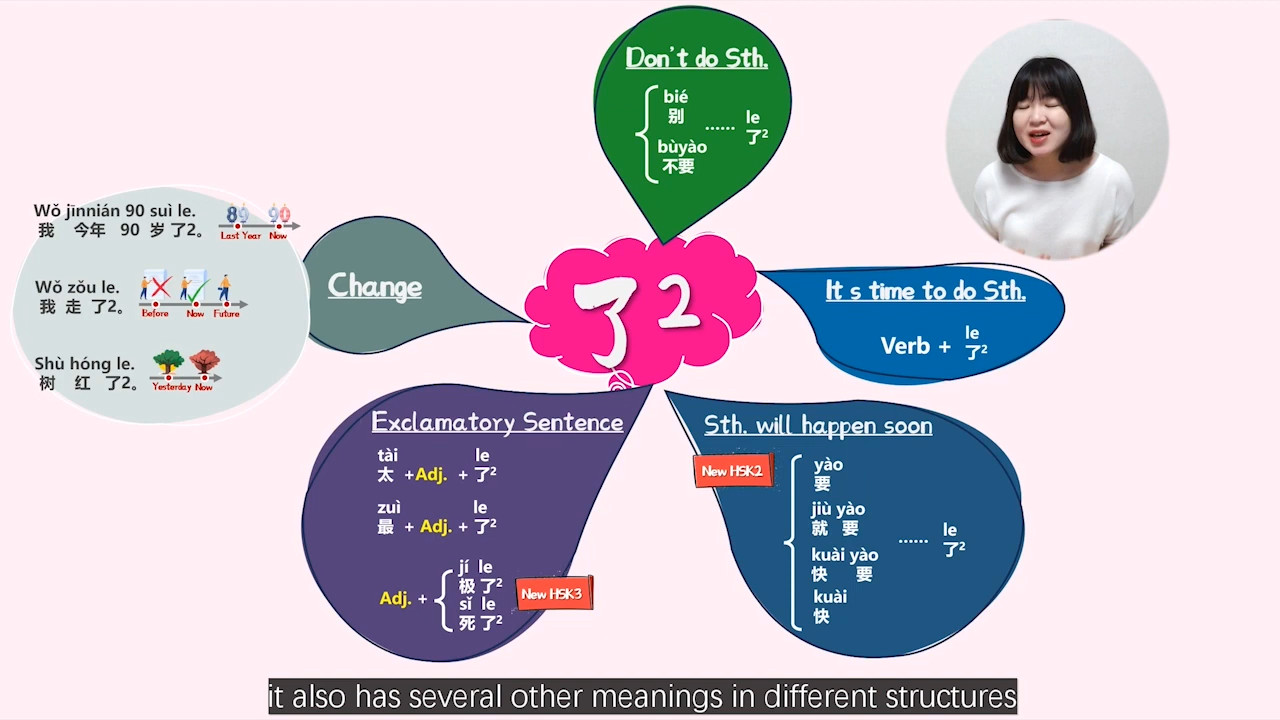 Don't do Sth.
bié
别
bùyào
不要
......
le
了²
Wǒ jīnnián 90 suì le.
我 今年 90 岁 了2。
89 90
Last Year Now
Wǒ zǒu le.
我 走 了2。
Before Now Future
Shù hóng le.
树 红 了2。
Yesterday Now
Change
了²
It s time to do Sth.
Verb + le
了²
Exclamatory Sentence
tài le
太 +Adj. + 了²
zuì le
最 + Adj. + 了²
Adj. +
jí le
极 了²
sǐ le
死 了²
New HSK3
Sth. will happen soon
New HSK2
yào
要
jiù yào
就 要
kuài yào
快 要
kuài
快
......
le
了²
it also has several other meanings in different structures